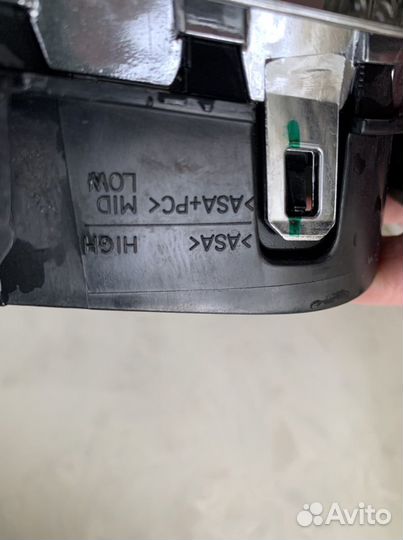 >ASA< HIGH
>ASA+PC< MID
LOW
Avito